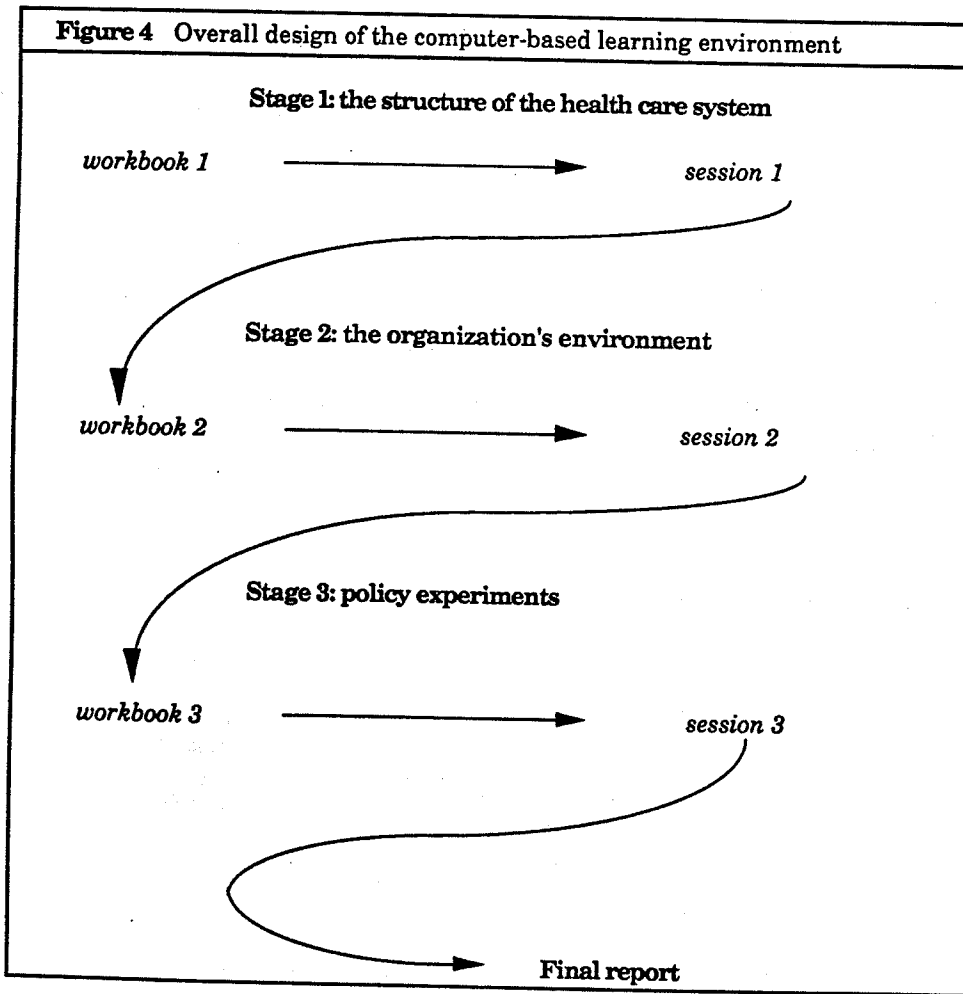 Figure 4 Overall design of the computer-based learning environment
Stage 1: the structure of the health care system
workbook 1 session 1
Stage 2: the organization's environment
workbook 2 session 2
Stage 3: policy experiments
workbook 3 session 3
Final report